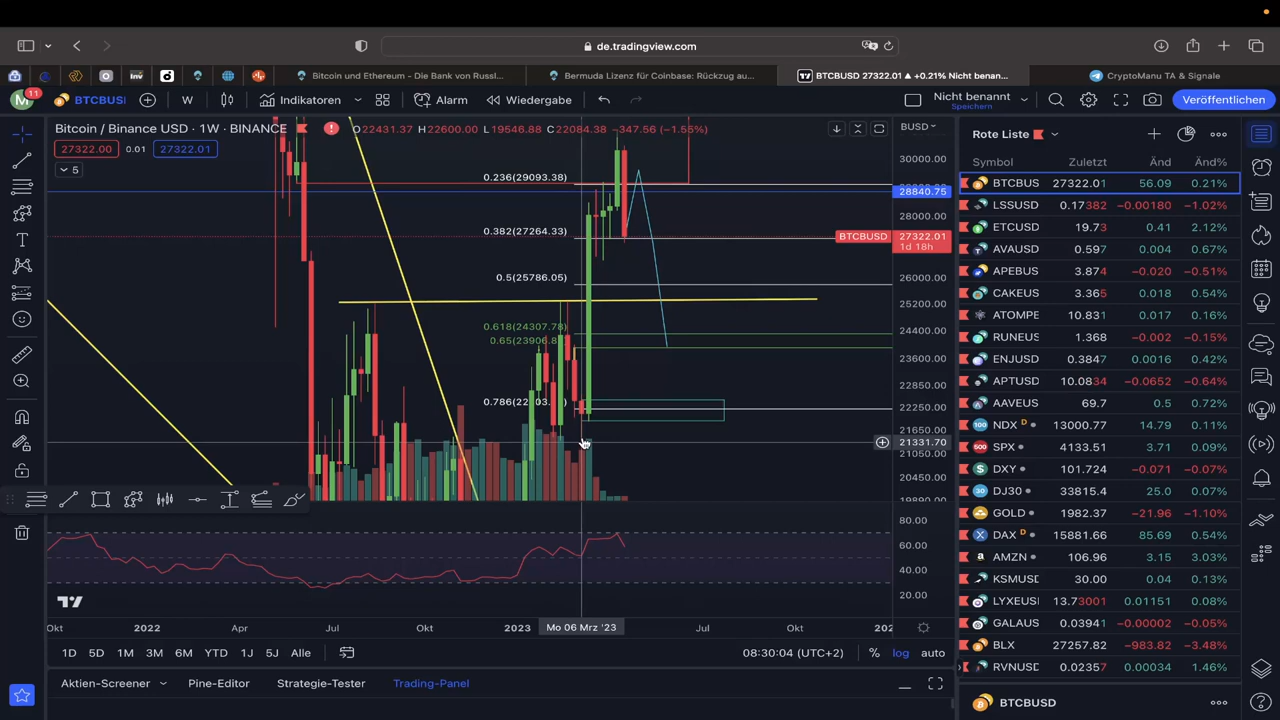 de.tradingview.com
Bitcoin und Ethereum - Die Bank von Russl...
Bermuda Lizenz für Coinbase: Rückzug au...
BTCBUSD 27322.01 ▲ +0.21% Nicht benan...
CryptoManu TA & Signale
M 11 BTCBUSI W Indikatoren Alarm Wiedergabe Nicht benannt Speichern Veröffentlichen
Bitcoin / Binance USD · 1W · BINANCE O22431.37 H22600.00 L19546.88 C22084.38 -347.56 (-1.55%) BUSD
27322.00 0.01 27322.01
5
30000.00
0.236(29093.38)
28840.75
28000.00
0.382(27264.33)
BTCBUSD 27322.01
1d 18h
0.5(25786.05)
26000.00
25200.00
0.618(24307.78)
24400.00
23600.00
22850.00
22250.00
21650.00
21331.70
21050.00
20450.00
19890.00
80.00
60.00
40.00
20.00
Okt 2022 Apr Jul Okt 2023 Mo 06 Mrz '23 Jul Okt 202
1D 5D 1M 3M 6M YTD 1J 5J Alle 08:30:04 (UTC+2) % log auto
Aktien-Screener Pine-Editor Strategie-Tester Trading-Panel
Rote Liste
Symbol Zuletzt Änd Änd%
BTCBUS 27322.01 56.09 0.21%
LSSUSD 0.17382 −0.00180 −1.02%
ETCUSD 19.73 0.41 2.12%
AVAUSD 0.597 0.004 0.67%
APEBUS 3.874 −0.020 −0.51%
CAKEUS 3.365 0.018 0.54%
ATOMPE 10.831 0.017 0.16%
RUNEUS 1.368 −0.002 −0.15%
ENJUSD 0.3847 0.0016 0.42%
APTUSD 10.0834 −0.0652 −0.64%
AAVEUS 69.7 0.5 0.72%
NDX D 13000.77 14.79 0.11%
SPX 4133.51 3.71 0.09%
DXY 101.724 −0.071 −0.07%
DJ30 33815.4 25.0 0.07%
GOLD 1982.37 −21.96 −1.10%
DAX D 15881.66 85.69 0.54%
AMZN 106.96 3.15 3.03%
KSMUSD 30.00 0.04 0.13%
LYXEUS 13.73001 0.01151 0.08%
GALAUS 0.03941 −0.00002 −0.05%
BLX 27257.82 −983.82 −3.48%
RVNUSD 0.02357 0.00034 1.46%
BTCBUSD